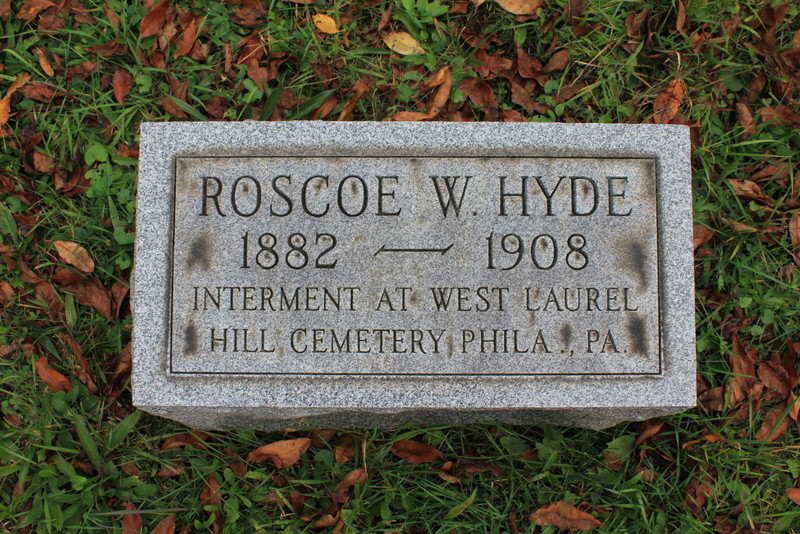 ROSCOE W. HYDE
1882 — 1908
INTERMENT AT WEST LAUREL
HILL CEMETERY PHILA., PA.